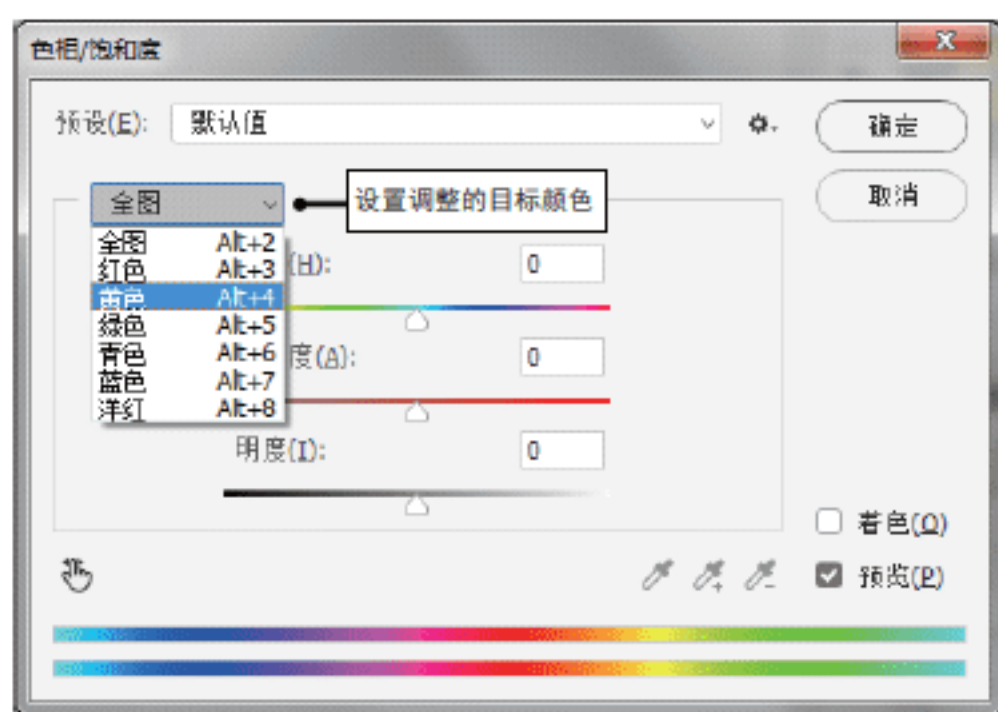 色相/饱和度
预设(E): 默认值
确定
取消
全图
设置调整的目标颜色
全图 Alt+2
红色 Alt+3
黄色 Alt+4
绿色 Alt+5
青色 Alt+6
蓝色 Alt+7
洋红 Alt+8
(H): 0
度(A): 0
明度(I): 0
着色(O)
预览(P)